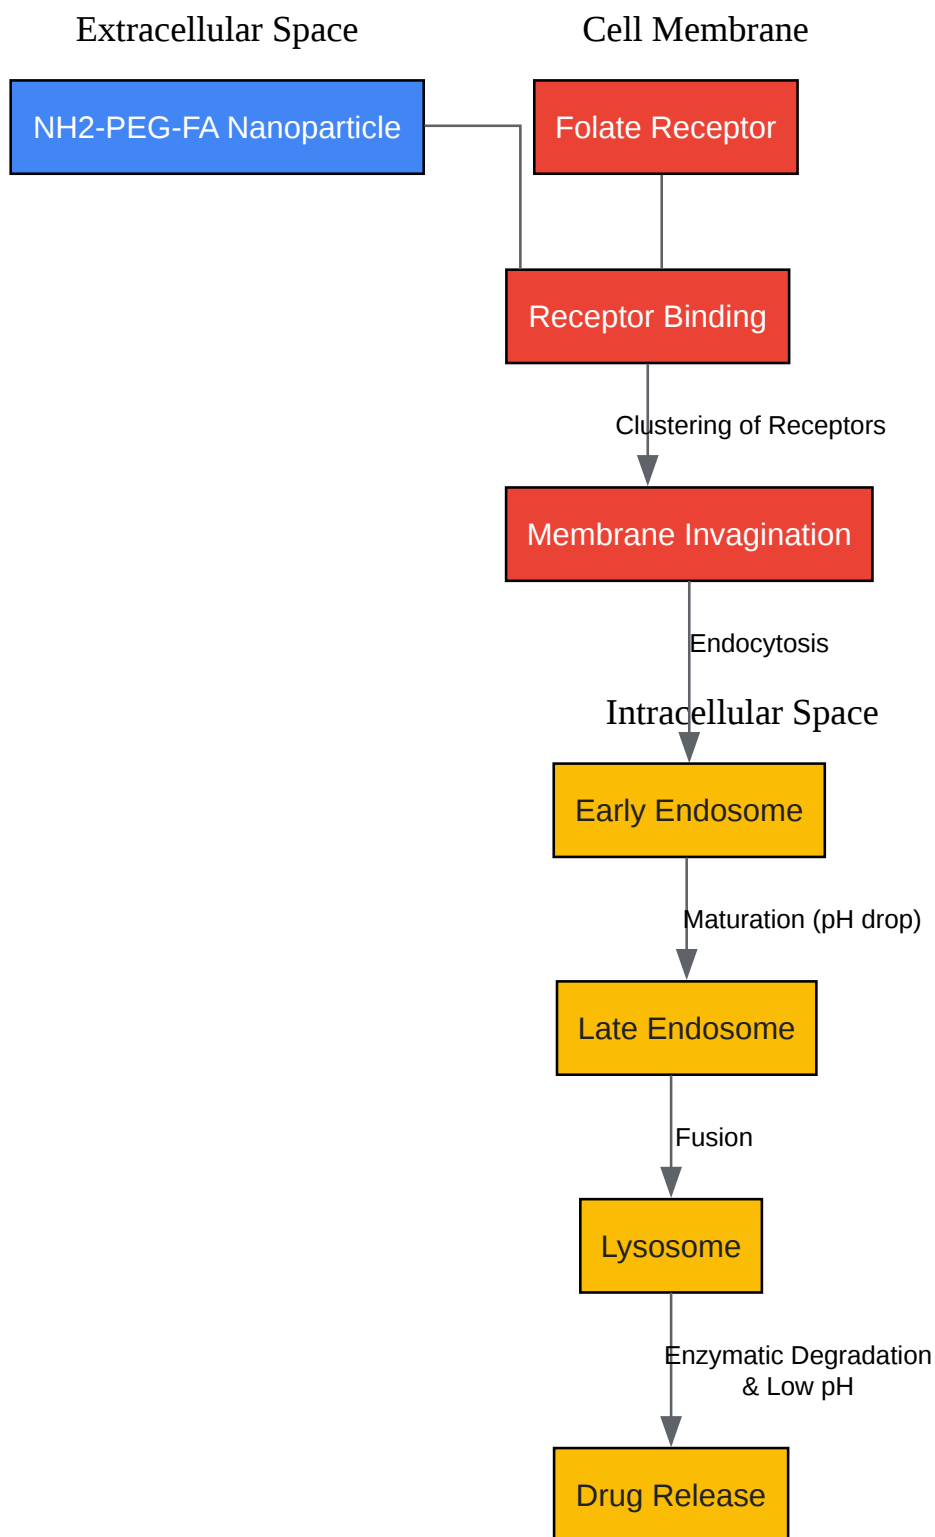 Extracellular Space
Cell Membrane
NH2-PEG-FA Nanoparticle
Folate Receptor
Receptor Binding
Clustering of Receptors
Membrane Invagination
Endocytosis
Intracellular Space
Early Endosome
Maturation (pH drop)
Late Endosome
Fusion
Lysosome
Enzymatic Degradation
& Low pH
Drug Release